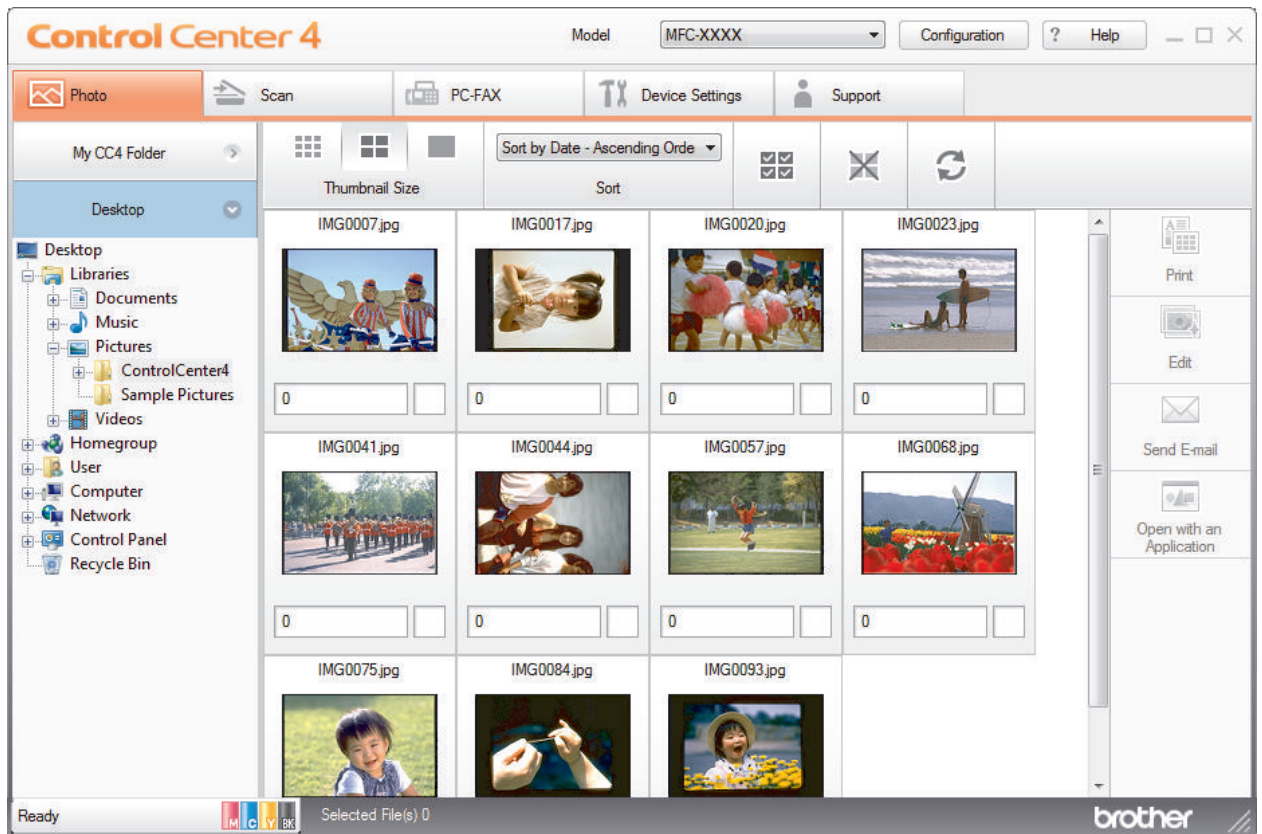 Control Center 4
Model
MFC-XXXX
Configuration
? Help
Photo
Scan
PC-FAX
Device Settings
Support
My CC4 Folder
Desktop
Thumbnail Size
Sort by Date - Ascending Orde
Sort
Desktop
Libraries
Documents
Music
Pictures
ControlCenter4
Sample Pictures
Videos
Homegroup
User
Computer
Network
Control Panel
Recycle Bin
IMG0007.jpg IMG0017.jpg IMG0020.jpg IMG0023.jpg
0 0 0 0
IMG0041.jpg IMG0044.jpg IMG0057.jpg IMG0068.jpg
0 0 0 0
IMG0075.jpg IMG0084.jpg IMG0093.jpg
Print
Edit
Send E-mail
Open with an
Application
Ready
M C Y BK
Selected File(s) 0
brother